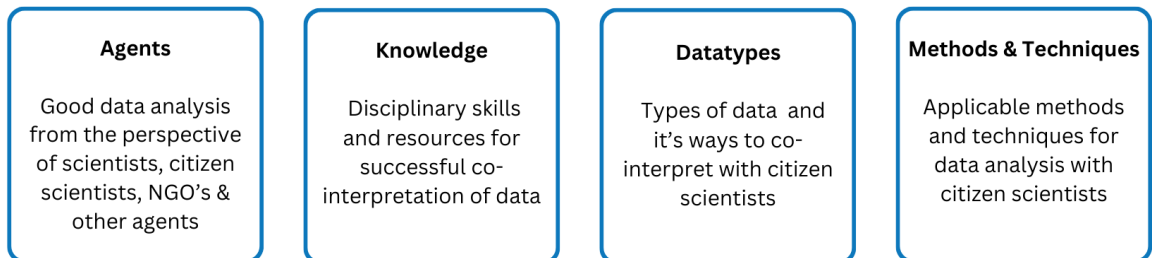 Agents
Good data analysis
from the perspective
of scientists, citizen
scientists, NGO’s &
other agents
Knowledge
Disciplinary skills
and resources for
successful co-
interpretation of data
Datatypes
Types of data  and
it’s ways to co-
interpret with citizen
scientists
Methods & Techniques
Applicable methods
and techniques for
data analysis with
citizen scientists